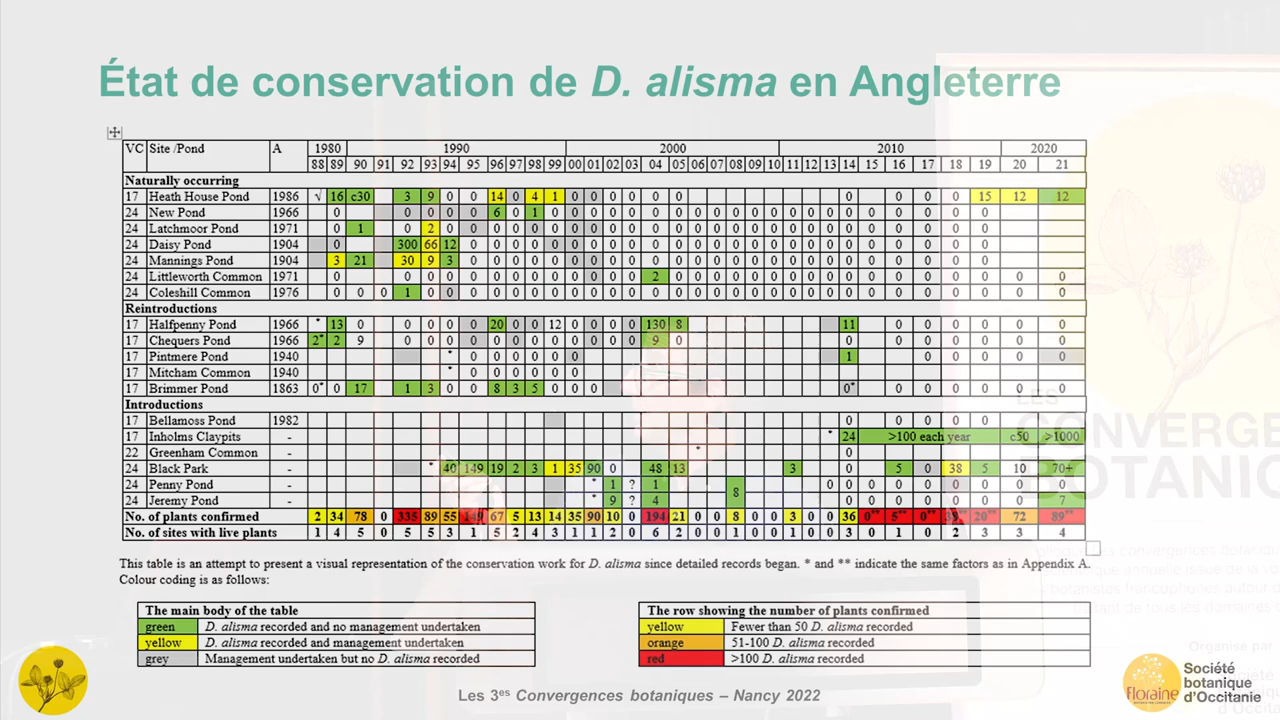 État de conservation de D. alisma en Angleterre
VC Site /Pond A 1980 1990 2000 2010 2020
88 89 90 91 92 93 94 95 96 97 98 99 00 01 02 03 04 05 06 07 08 09 10 11 12 13 14 15 16 17 18 19 20 21
Naturally occurring
17 Heath House Pond 1986 √ 16 c30 3 9 0 0 14 0 4 1 0 0 0 0 0 0 0 0 0 15 12 12
24 New Pond 1966 0 0 0 0 0 0 6 0 1 0 0 0 0 0 0 0 0 0 0 0 0 0 0 0 0 0 0 0 0 0
24 Latchmoor Pond 1971 0 1 0 2 0 0 0 0 0 0 0 0 0 0 0 0 0 0 0 0 0 0 0 0 0 0 0 0 0
24 Daisy Pond 1904 0 300 66 12 0 0 0 0 0 0 0 0 0 0 0 0 0 0 0 0 0 0 0 0 0 0 0 0
24 Mannings Pond 1904 3 21 30 9 3 0 0 0 0 0 0 0 0 0 0 0 0 0 0 0 0 0 0 0 0 0 0 0 0 0
24 Littleworth Common 1971 0 0 0 0 0 0 0 0 0 0 0 0 0 0 2 0 0 0 0 0 0 0 0 0 0 0 0 0 0 0 0 0
24 Coleshill Common 1976 0 0 0 1 0 0 0 0 0 0 0 0 0 0 0 0 0 0 0 0 0 0 0 0 0 0 0 0 0 0 0 0 0
Reintroductions
17 Halfpenny Pond 1966 * 13 0 0 0 0 0 20 0 0 12 0 0 0 0 130 8 11 0 0 0 0 0
17 Chequers Pond 1966 2* 2 9 0 0 0 0 0 0 0 0 0 0 0 0 9 0 0 0 0 0 0 0
17 Pintmere Pond 1940 * 0 0 0 0 0 0 1 0 0 0 0
17 Mitcham Common 1940 * 0 0 0 0 0 0
17 Brimmer Pond 1863 0* 0 17 1 3 0 0 8 3 5 0 0 0 0* 0 0 0 0 0
Introductions
17 Bellamoss Pond 1982 0 0 0 0 0 0
17 Inholms Claypits - * 24 >100 each year c50 >1000
22 Greenham Common - * 0
24 Black Park - * 40 149 19 2 3 1 35 90 0 48 13 3 5 0 38 5 10 70+
24 Penny Pond - * 1 ? 1 8 0 0 0 0 0 0 0 0
24 Jeremy Pond - * 9 ? 4 0 0 0 0 0 0 7
No. of plants confirmed 2 34 78 0 335 89 55 149 67 5 13 14 35 90 10 0 194 21 0 0 8 0 0 3 0 0 36 0** 5** 0** 38** 20** 72 89**
No. of sites with live plants 1 4 5 0 5 5 3 1 5 2 4 3 1 1 2 0 6 2 0 0 1 0 0 1 0 0 3 0 1 0 2 3 3 4
This table is an attempt to present a visual representation of the conservation work for D. alisma since detailed records began. * and ** indicate the same factors as in Appendix A.
Colour coding is as follows:
The main body of the table
green D. alisma recorded and no management undertaken
yellow D. alisma recorded and management undertaken
grey Management undertaken but no D. alisma recorded
The row showing the number of plants confirmed
yellow Fewer than 50 D. alisma recorded
orange 51-100 D. alisma recorded
red >100 D. alisma recorded
LES
CONVERGE
BOTANIQ
Organisé par
Les 3es Convergences botaniques – Nancy 2022
Floraine
Société
botanique
d'Occitanie